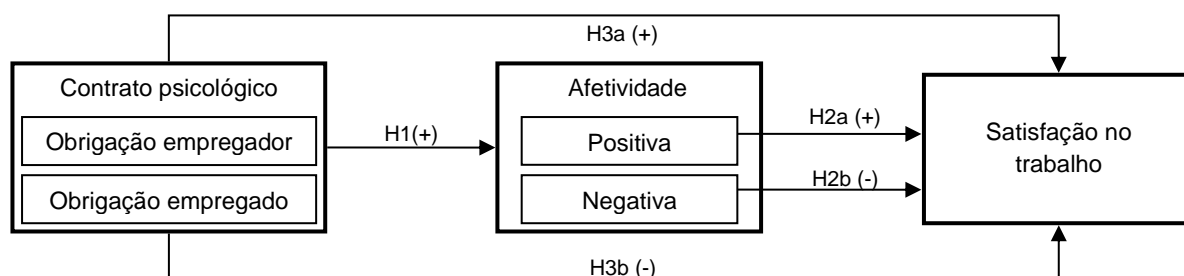 H3a (+)
Contrato psicológico
Obrigação empregador
Obrigação empregado
H1(+)
Afetividade
Positiva
Negativa
H2a (+)
H2b (-)
Satisfação no
trabalho
H3b (-)